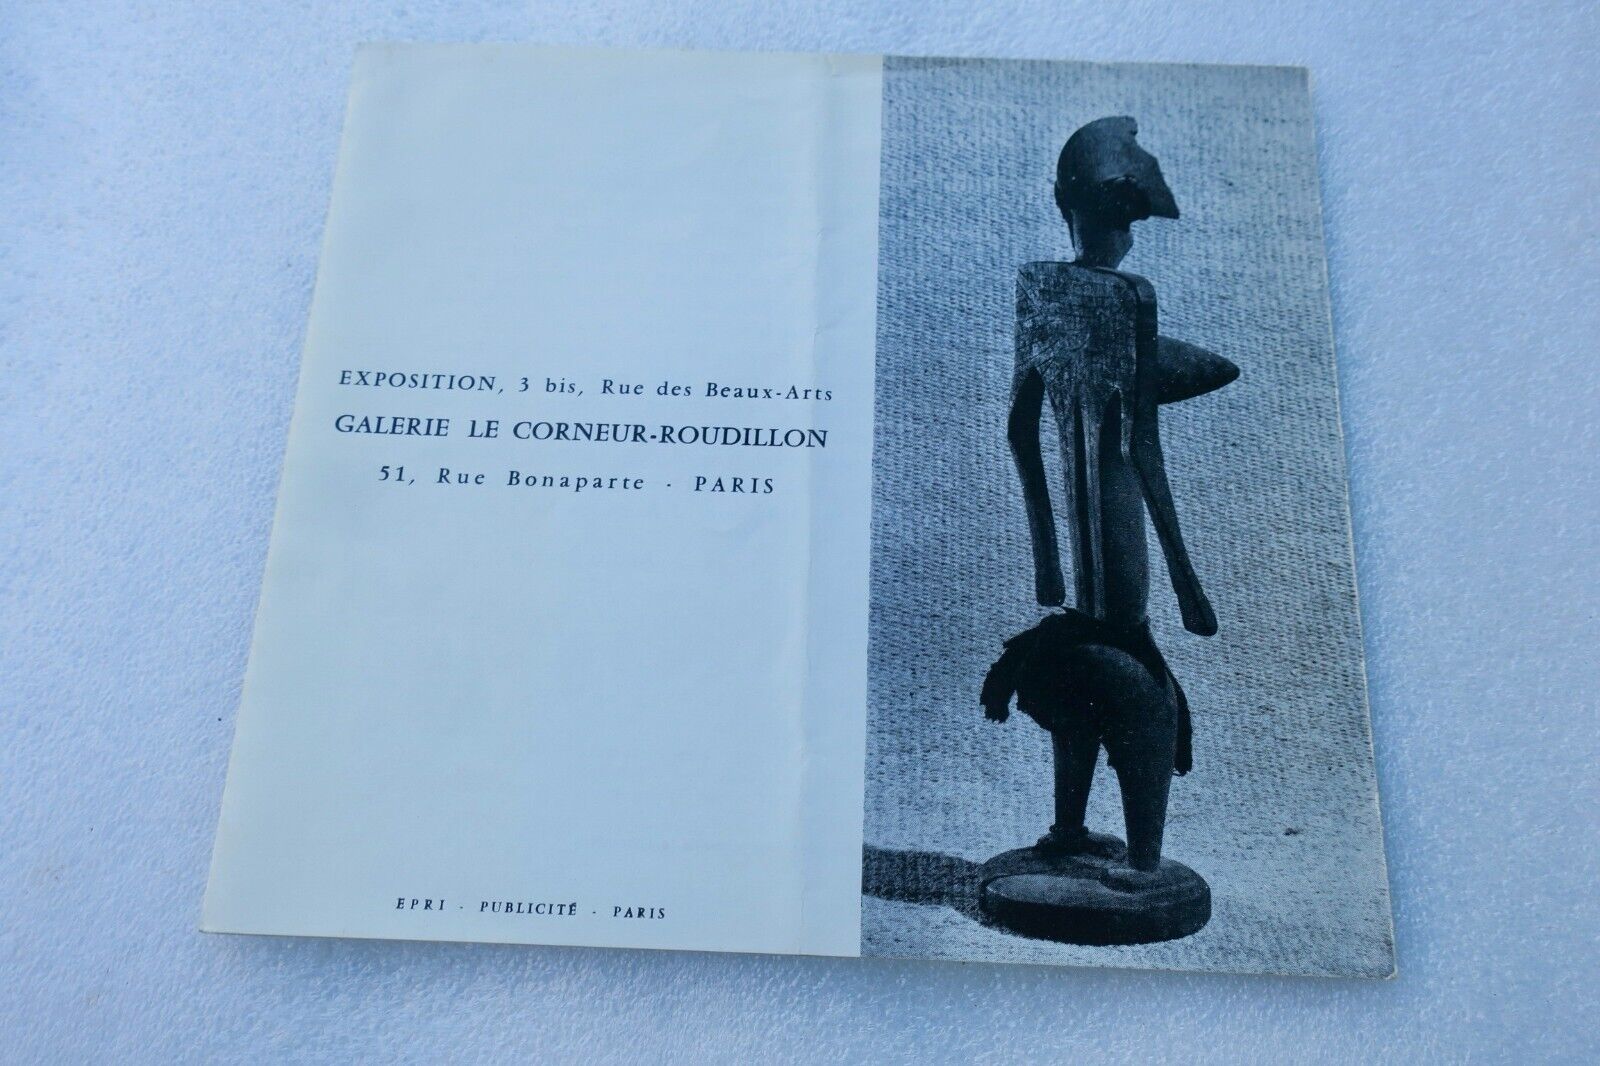 EXPOSITION, 3 bis, Rue des Beaux-Arts
GALERIE LE CORNEUR-ROUDILLON
51, Rue Bonaparte - PARIS
EPRI - PUBLICITÉ - PARIS